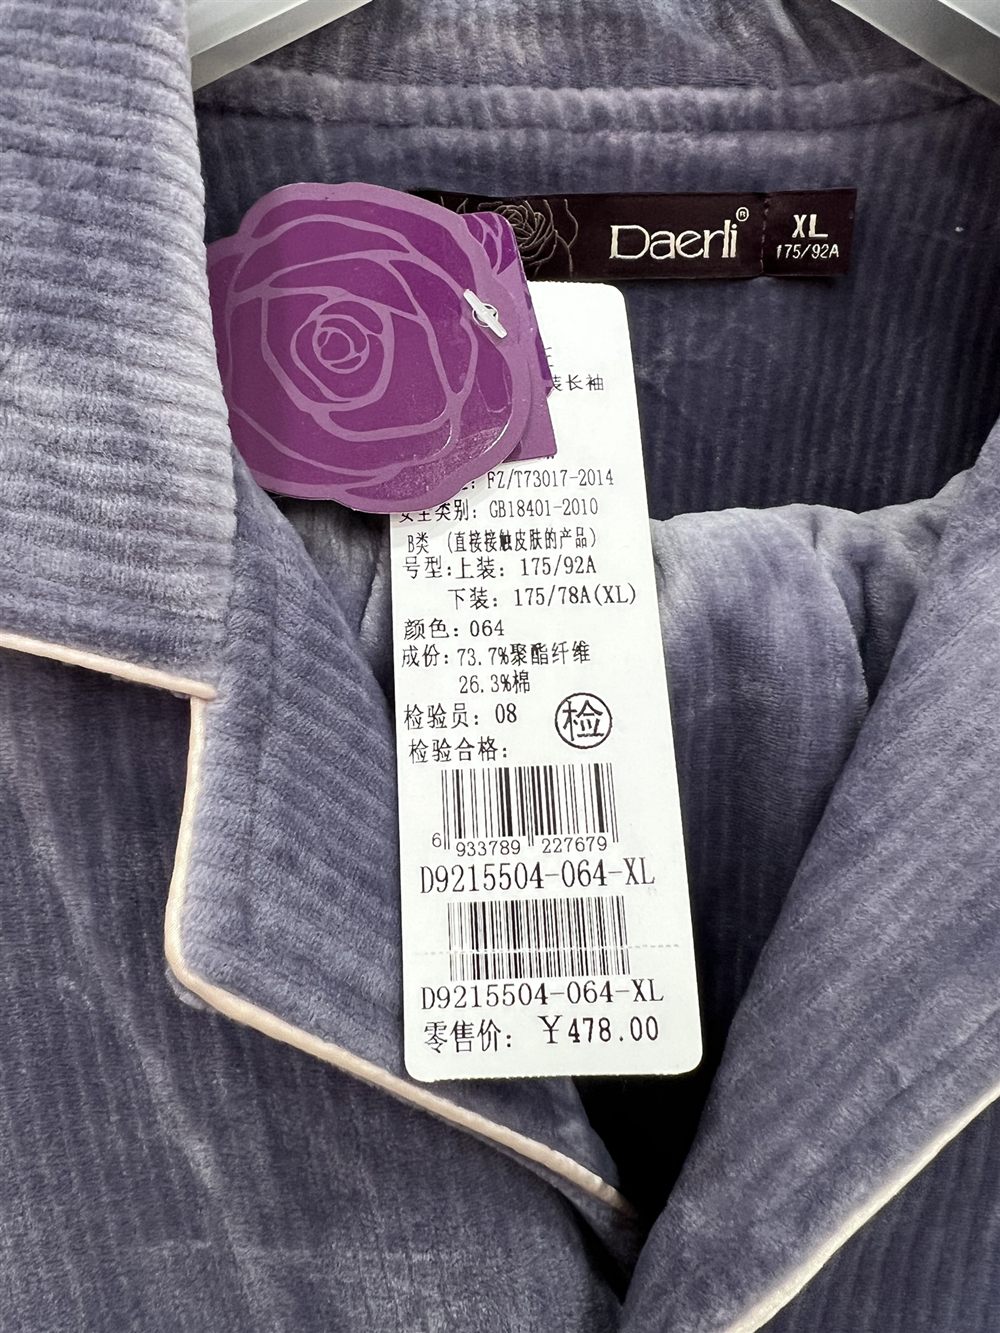 Daerli®
XL
175/92A
装长袖
FZ/T73017-2014
安全类别: GB18401-2010
B类 (直接接触皮肤的产品)
号型:上装: 175/92A
下装: 175/78A(XL)
颜色: 064
成份: 73.7%聚酯纤维
26.3%棉
检验员: 08
检
检验合格:
6 933789 227679
D9215504-064-XL
D9215504-064-XL
零售价: ￥478.00